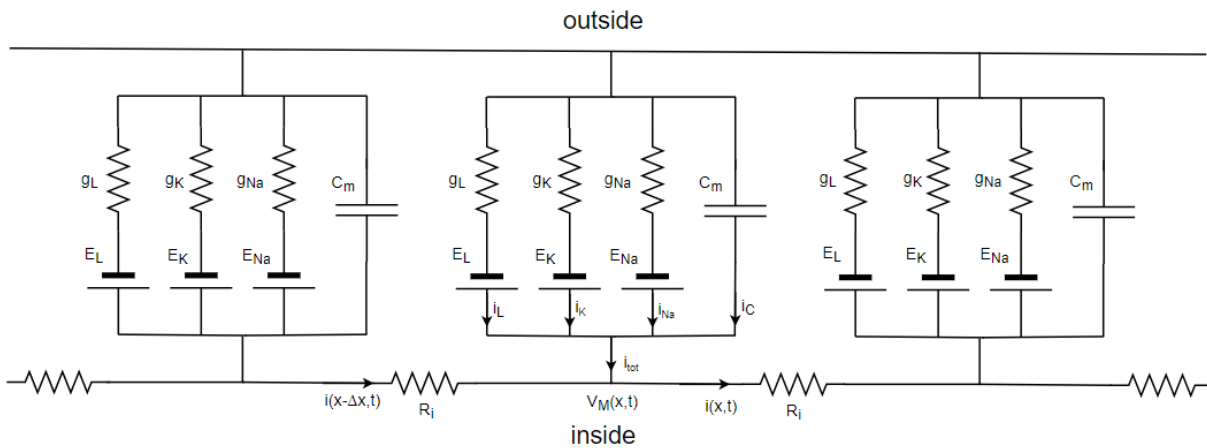 outside
gL gK gNa Cm
gL gK gNa Cm
gL gK gNa Cm
EL EK ENa
EL EK ENa
EL EK ENa
iL iK iNa iC
itot
i(x-Δx,t) Ri VM(x,t) i(x,t) Ri
inside